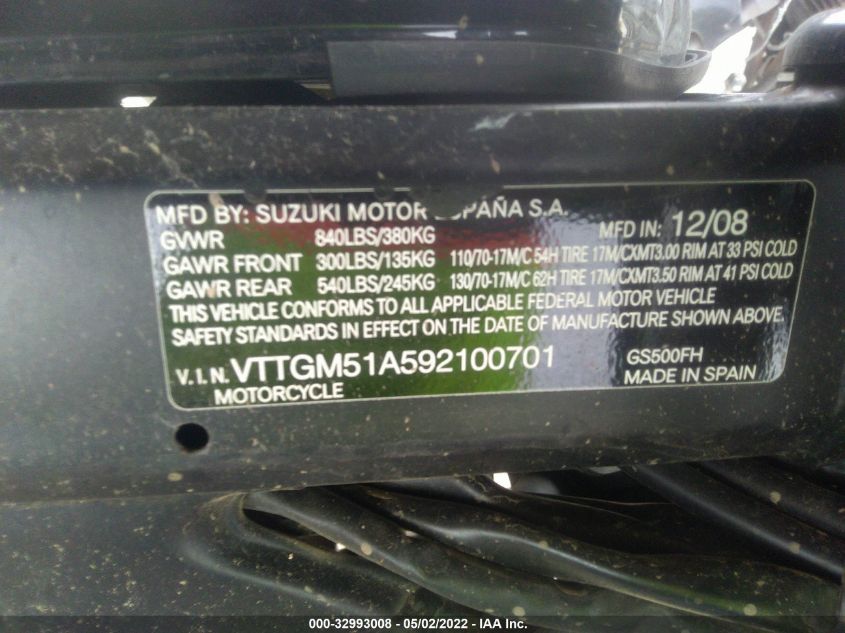 MFD BY: SUZUKI MOTOR ESPAÑA S.A. MFD IN: 12/08
GVWR 840LBS/380KG
GAWR FRONT 300LBS/135KG 110/70-17M/C 54H TIRE 17M/CXMT3.00 RIM AT 33 PSI COLD
GAWR REAR 540LBS/245KG 130/70-17M/C 62H TIRE 17M/CXMT3.50 RIM AT 41 PSI COLD
THIS VEHICLE CONFORMS TO ALL APPLICABLE FEDERAL MOTOR VEHICLE
SAFETY STANDARDS IN EFFECT ON THE DATE OF MANUFACTURE SHOWN ABOVE.
V.I.N. VTTGM51A592100701 GS500FH
MOTORCYCLE MADE IN SPAIN
000-32993008 - 05/02/2022 - IAA Inc.